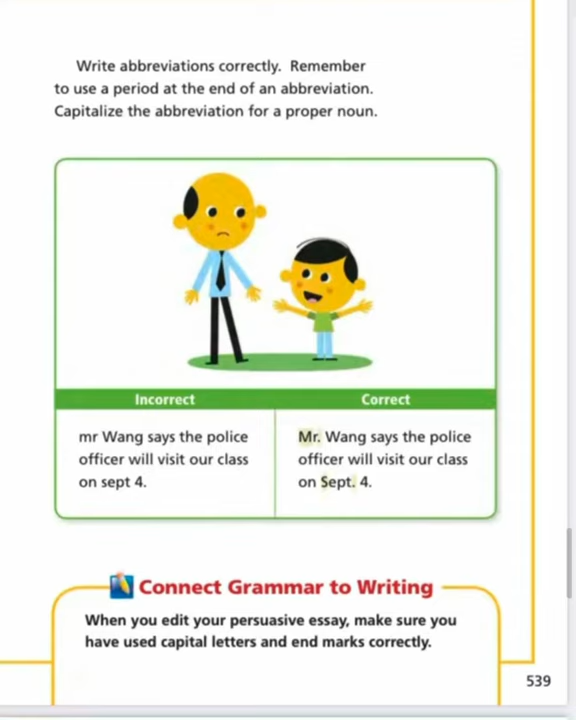 Write abbreviations correctly. Remember
to use a period at the end of an abbreviation.
Capitalize the abbreviation for a proper noun.
Incorrect
Correct
mr Wang says the police
officer will visit our class
on sept 4.
Mr. Wang says the police
officer will visit our class
on Sept. 4.
Connect Grammar to Writing
When you edit your persuasive essay, make sure you
have used capital letters and end marks correctly.
539